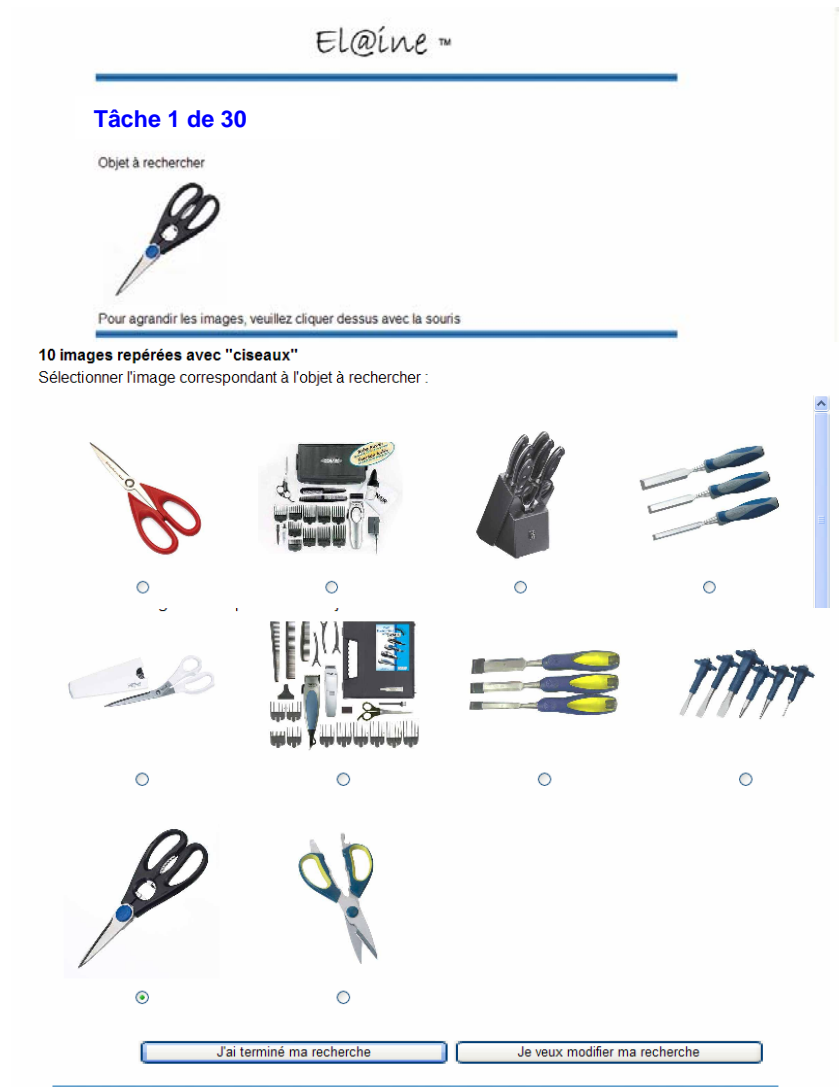 El@ine ™
Tâche 1 de 30
Objet à rechercher
Pour agrandir les images, veuillez cliquer dessus avec la souris
10 images repérées avec "ciseaux"
Sélectionner l'image correspondant à l'objet à rechercher :
J'ai terminé ma recherche
Je veux modifier ma recherche